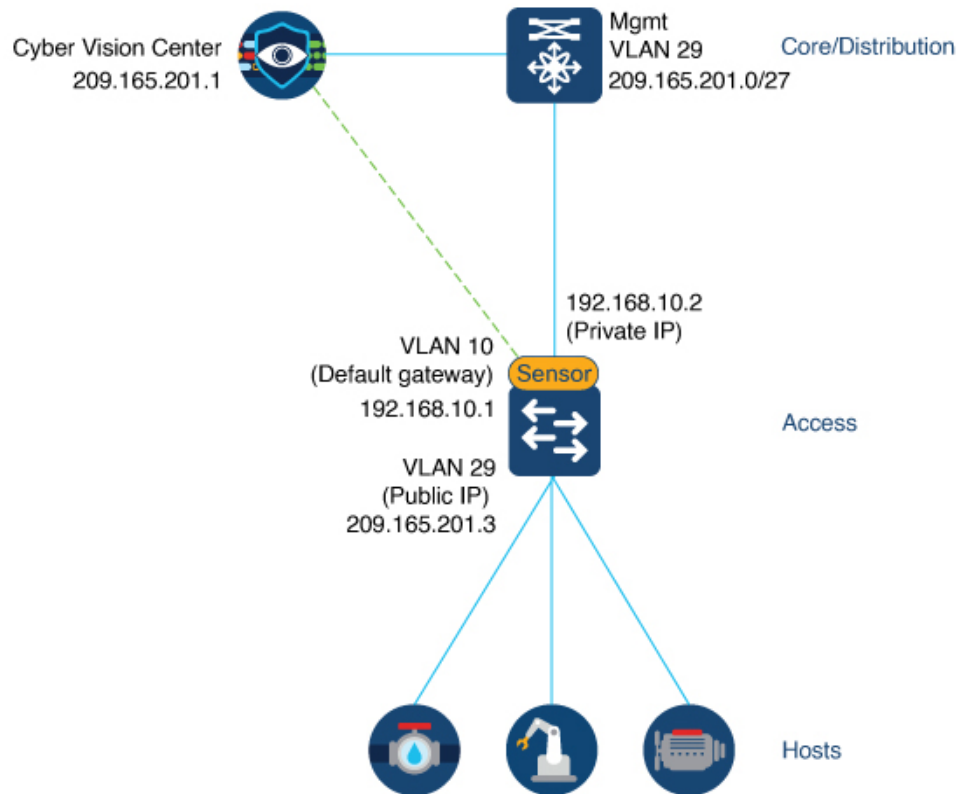 Cyber Vision Center
209.165.201.1
Mgmt
VLAN 29
209.165.201.0/27
Core/Distribution
192.168.10.2
(Private IP)
VLAN 10
(Default gateway)
192.168.10.1
Sensor
Access
VLAN 29
(Public IP)
209.165.201.3
Hosts